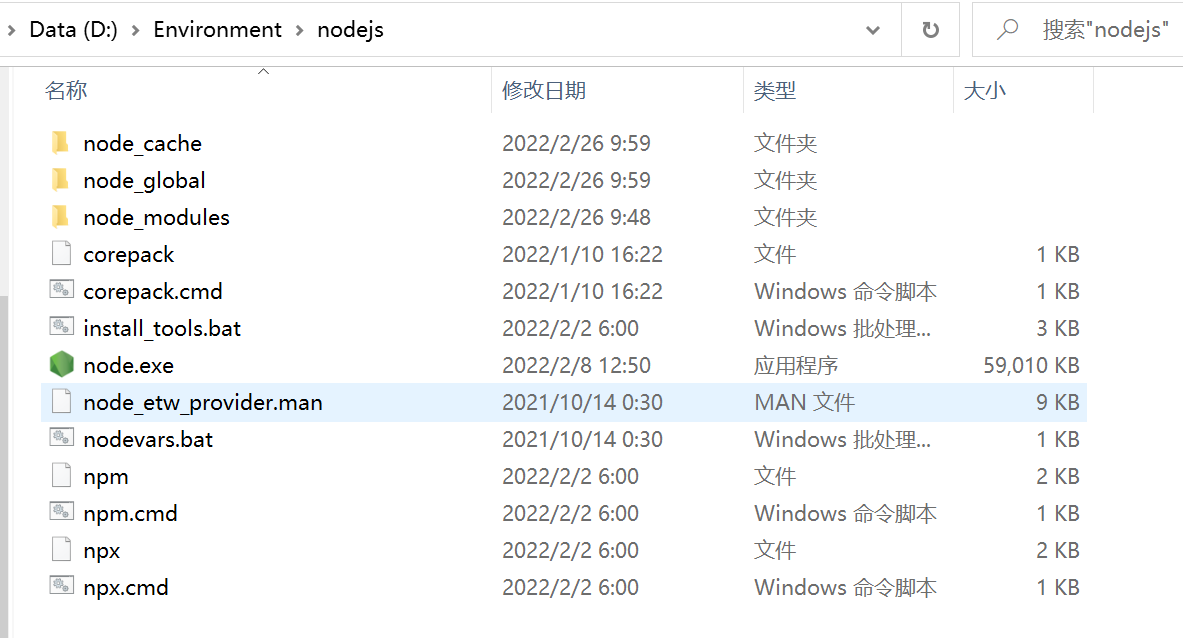 Data (D:) Environment nodejs 搜索"nodejs"
名称 修改日期 类型 大小
node_cache 2022/2/26 9:59 文件夹
node_global 2022/2/26 9:59 文件夹
node_modules 2022/2/26 9:48 文件夹
corepack 2022/1/10 16:22 文件 1 KB
corepack.cmd 2022/1/10 16:22 Windows 命令脚本 1 KB
install_tools.bat 2022/2/2 6:00 Windows 批处理... 3 KB
node.exe 2022/2/8 12:50 应用程序 59,010 KB
node_etw_provider.man 2021/10/14 0:30 MAN 文件 9 KB
nodevars.bat 2021/10/14 0:30 Windows 批处理... 1 KB
npm 2022/2/2 6:00 文件 2 KB
npm.cmd 2022/2/2 6:00 Windows 命令脚本 1 KB
npx 2022/2/2 6:00 文件 2 KB
npx.cmd 2022/2/2 6:00 Windows 命令脚本 1 KB